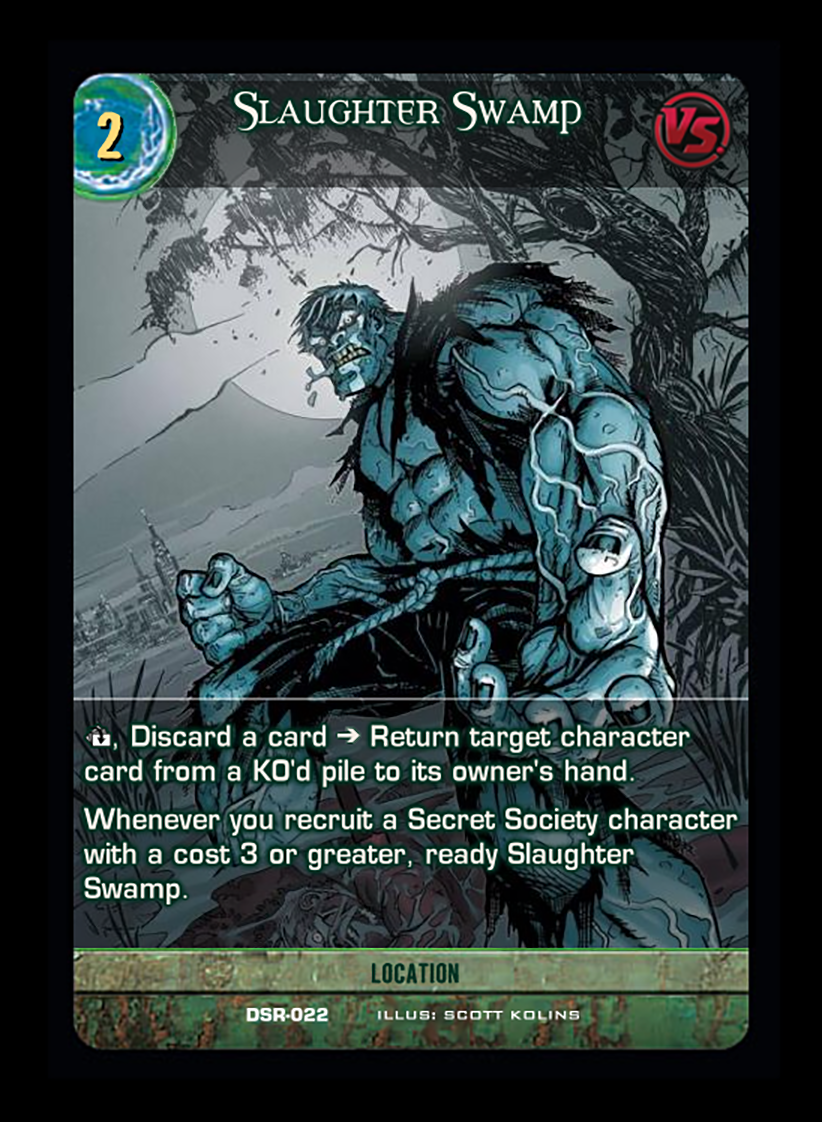 2
Slaughter Swamp
VS.
, Discard a card ➔ Return target character
card from a KO'd pile to its owner's hand.
Whenever you recruit a Secret Society character
with a cost 3 or greater, ready Slaughter
Swamp.
LOCATION
DSR-022 ILLUS: SCOTT KOLINS